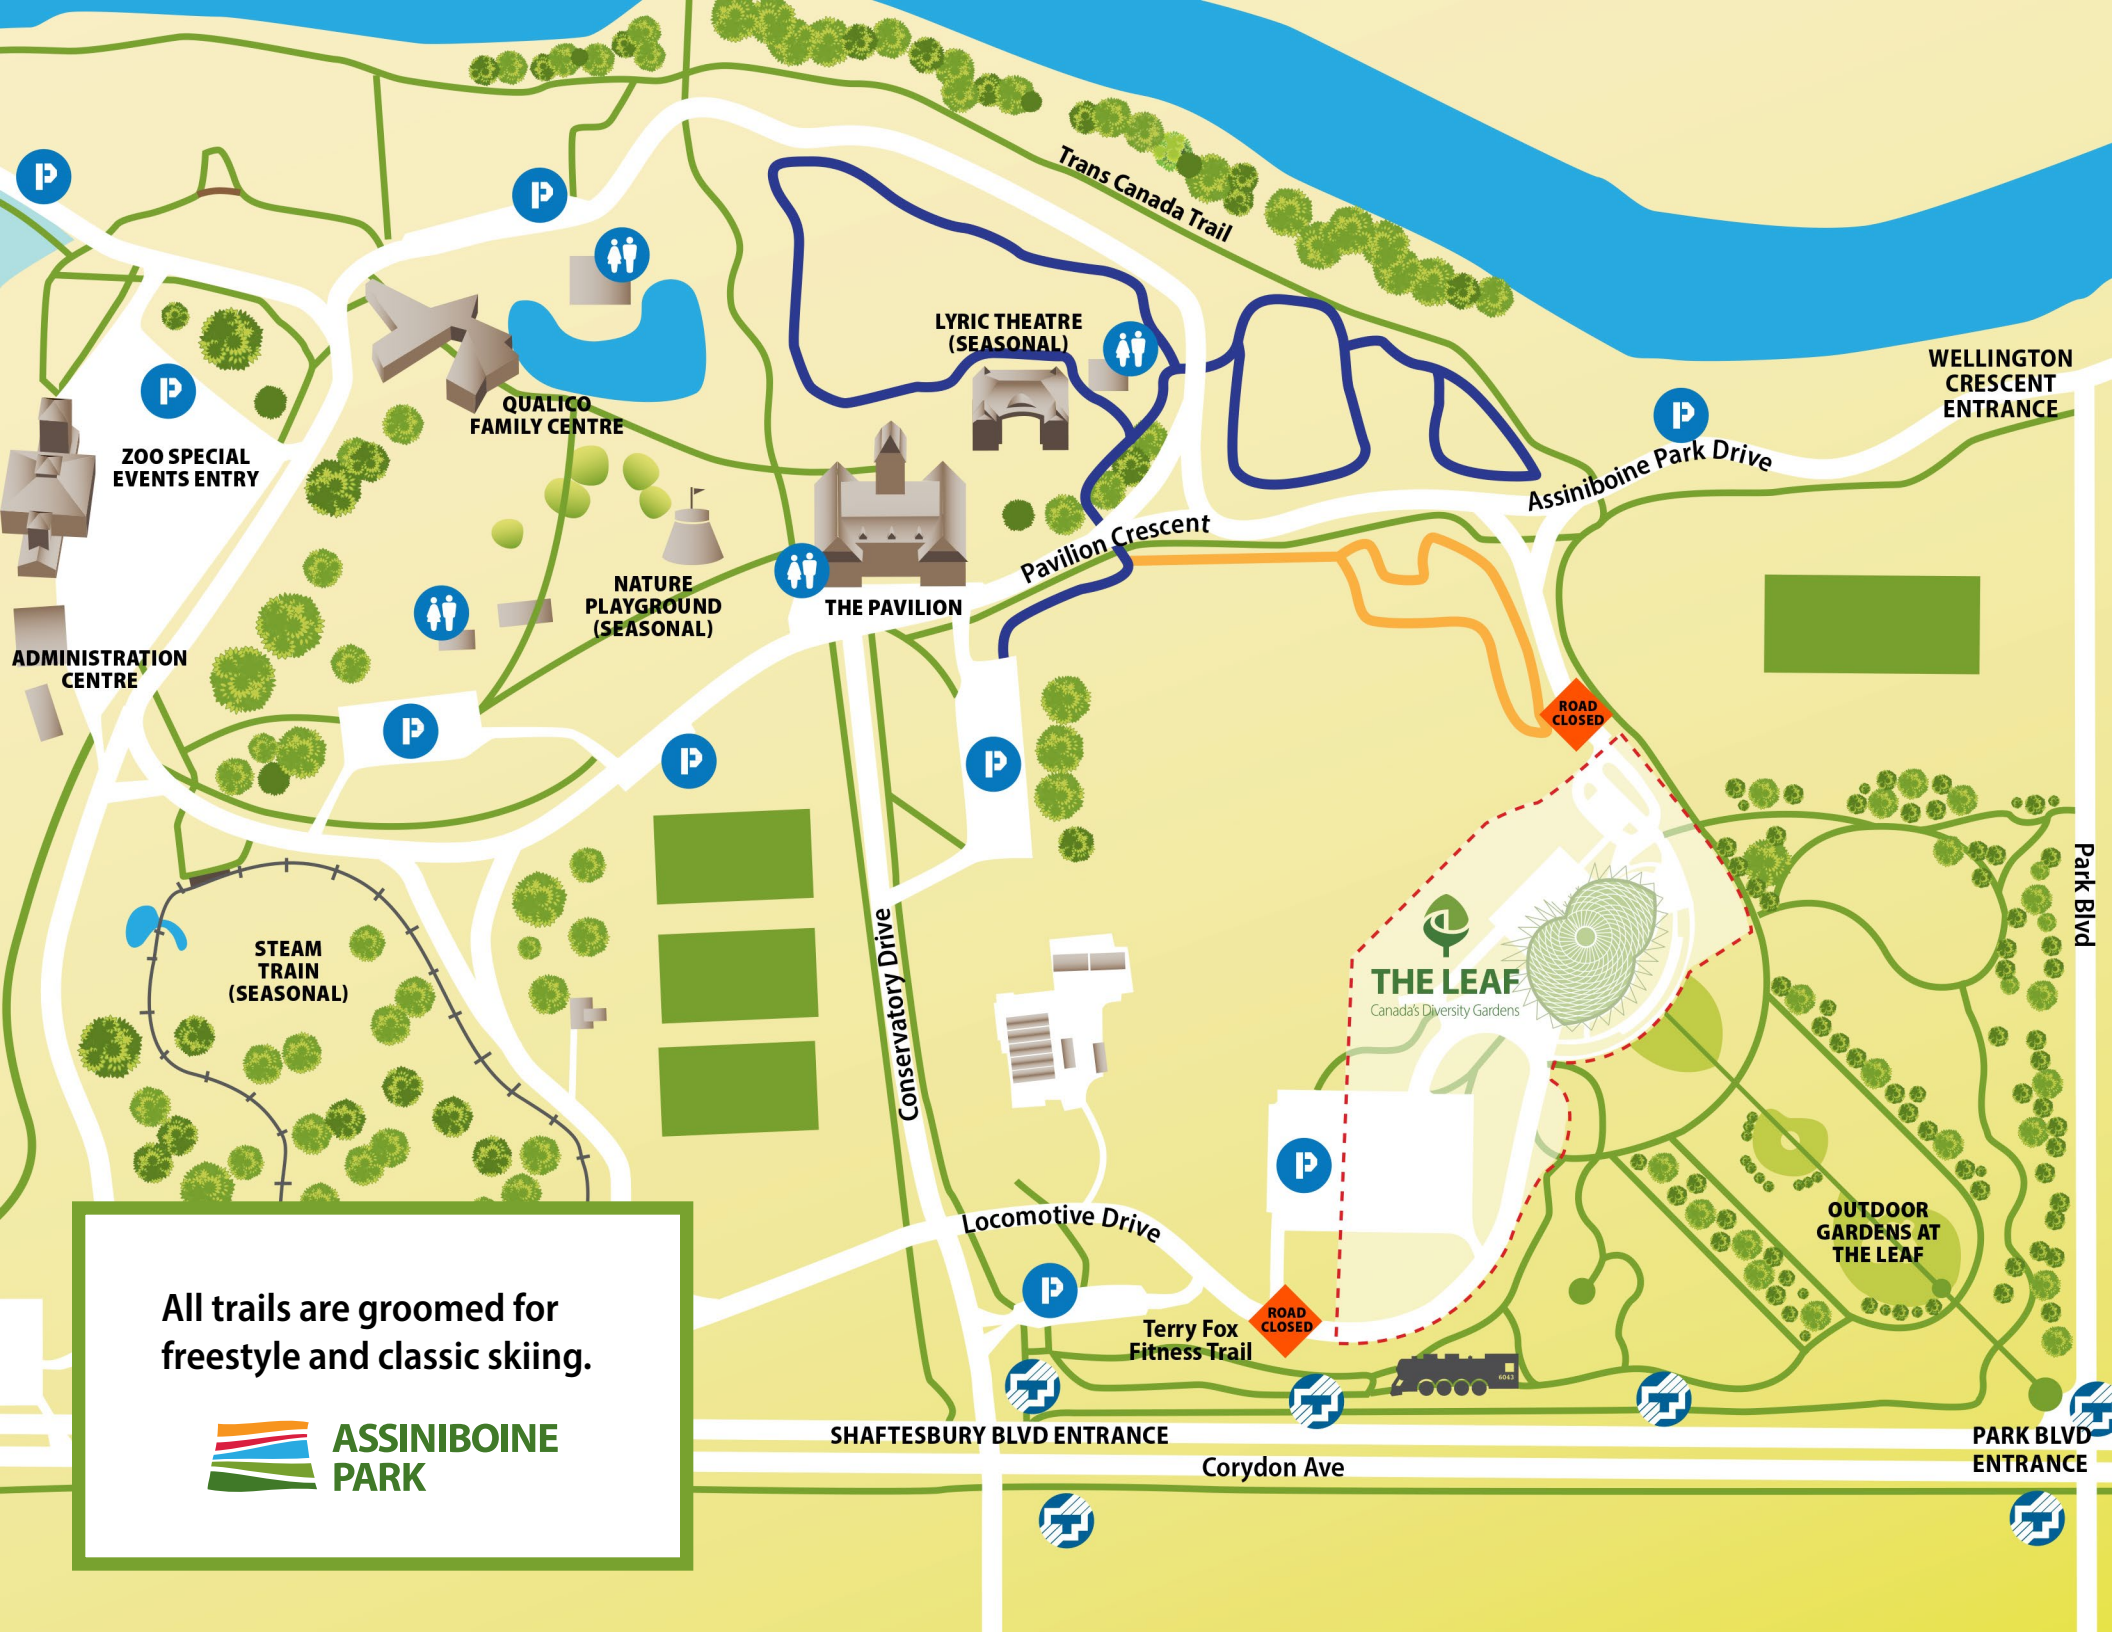 Trans Canada Trail
LYRIC THEATRE
(SEASONAL)
WELLINGTON
CRESCENT
ENTRANCE
QUALICO
FAMILY CENTRE
ZOO SPECIAL
EVENTS ENTRY
Assiniboine Park Drive
Pavilion Crescent
NATURE
PLAYGROUND
(SEASONAL)
THE PAVILION
ADMINISTRATION
CENTRE
ROAD
CLOSED
Park Blvd
STEAM
TRAIN
(SEASONAL)
Conservatory Drive
THE LEAF
Canada's Diversity Gardens
OUTDOOR
GARDENS AT
THE LEAF
Locomotive Drive
ROAD
CLOSED
Terry Fox
Fitness Trail
6043
All trails are groomed for
freestyle and classic skiing.
ASSINIBOINE
PARK
SHAFTESBURY BLVD ENTRANCE
Corydon Ave
PARK BLVD
ENTRANCE
P
P
P
P
P
P
P
P
P